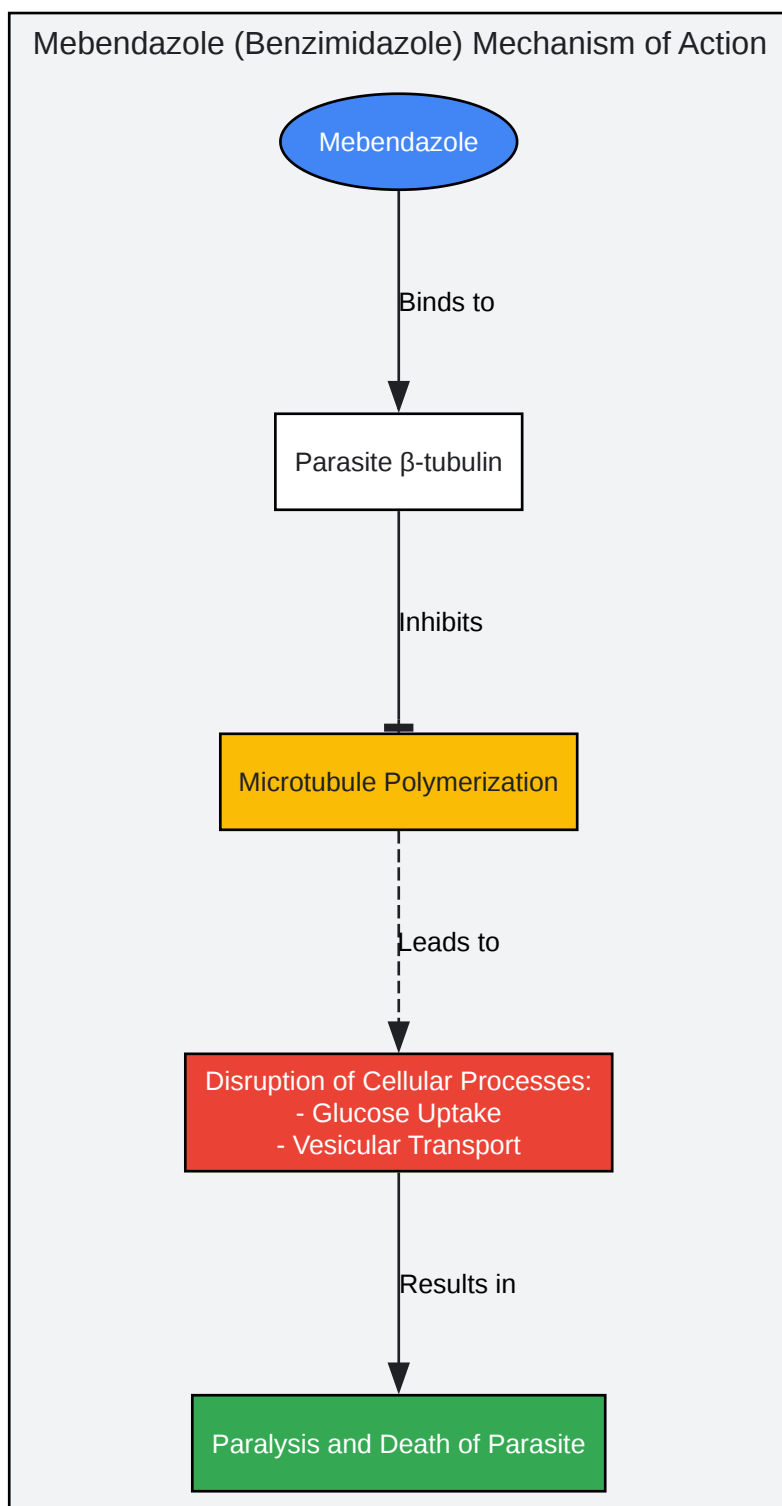 Mebendazole (Benzimidazole) Mechanism of Action
Mebendazole
Binds to
Parasite β-tubulin
Inhibits
Microtubule Polymerization
Leads to
Disruption of Cellular Processes:
- Glucose Uptake
- Vesicular Transport
Results in
Paralysis and Death of Parasite